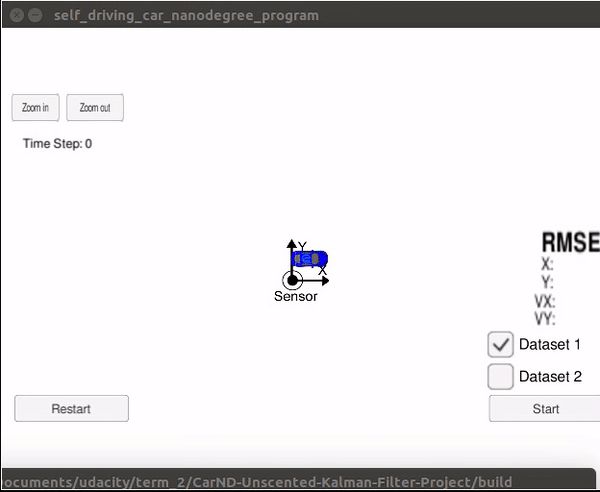 self_driving_car_nanodegree_program
Zoom in
Zoom out
Time Step: 0
Y
X
Sensor
RMSE
X:
Y:
VX:
VY:
Dataset 1
Dataset 2
Restart
Start
ocuments/udacity/term_2/CarND-Unscented-Kalman-Filter-Project/build